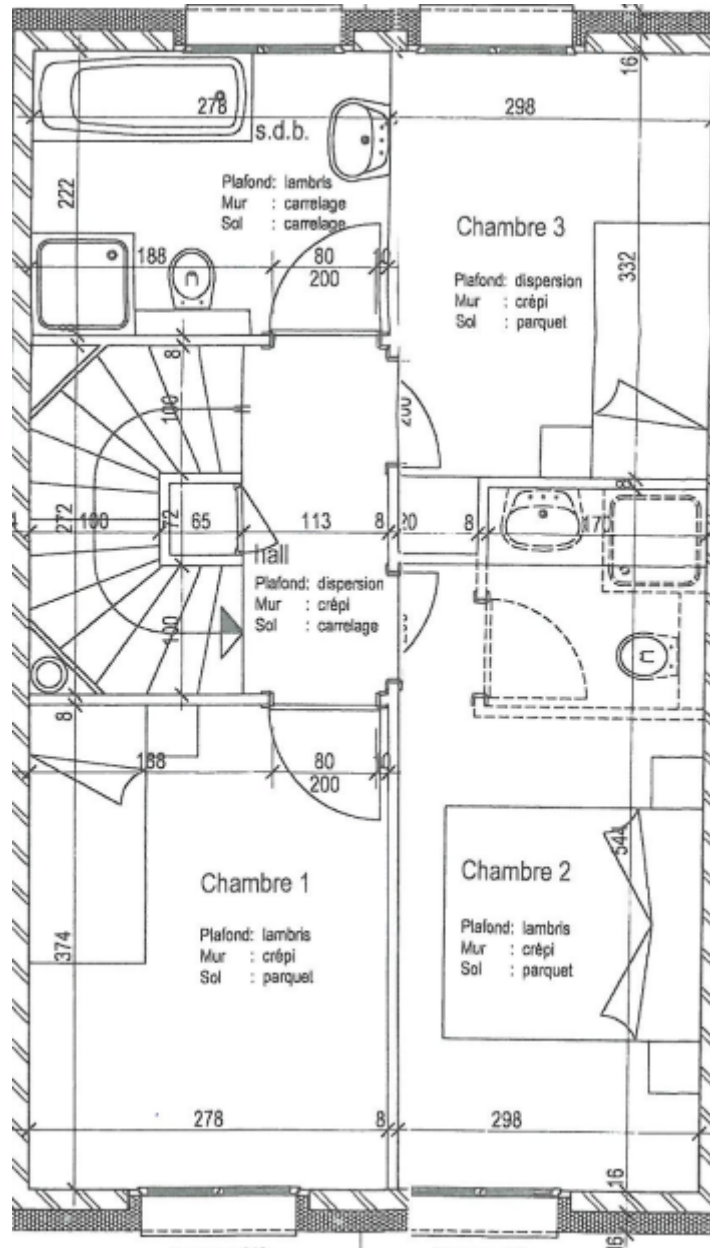 16
278
298
s.d.b.
222
Plafond: lambris
Mur : carrelage
Sol : carrelage
Chambre 3
332
188
80
10
200
Plafond: dispersion
Mur : crépi
Sol : parquet
8
8
100
200
8
272
100
72
65
113
8
20
8
170
hall
Plafond: dispersion
Mur : crépi
Sol : carrelage
100
8
188
80
10
200
544
Chambre 1
Chambre 2
Plafond: lambris
Mur : crépi
Sol : parquet
Plafond: lambris
Mur : crépi
Sol : parquet
374
278
8
298
16
16